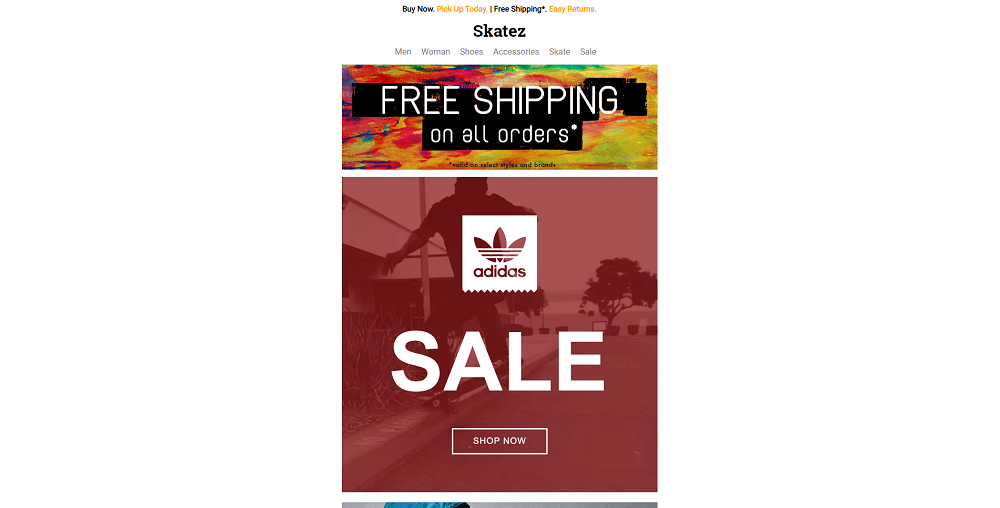 Buy Now. Pick Up Today. | Free Shipping*. Easy Returns.
Skatez
Men Woman Shoes Accessories Skate Sale
FREE SHIPPING
on all orders*
*valid on select styles and brands
adidas
SALE
SHOP NOW